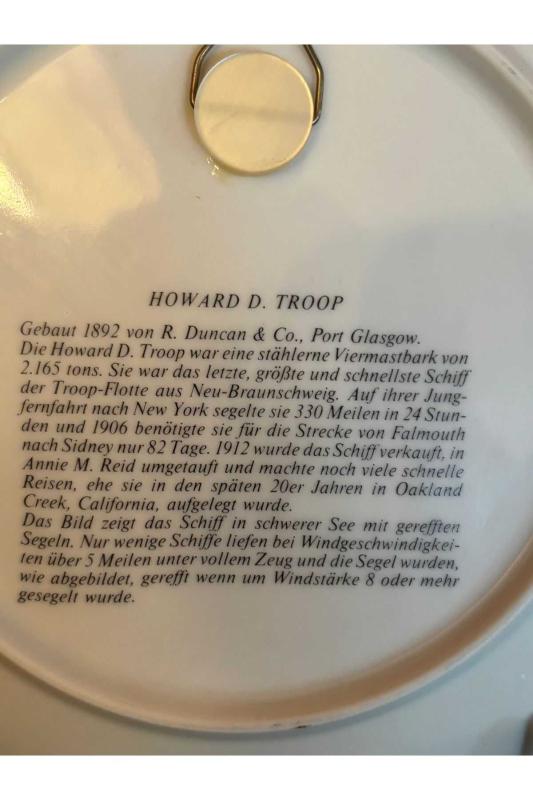 HOWARD D. TROOP
Gebaut 1892 von R. Duncan & Co., Port Glasgow.
Die Howard D. Troop war eine stählerne Viermastbark von
2.165 tons. Sie war das letzte, größte und schnellste Schiff
der Troop-Flotte aus Neu-Braunschweig. Auf ihrer Jung-
fernfahrt nach New York segelte sie 330 Meilen in 24 Stun-
den und 1906 benötigte sie für die Strecke von Falmouth
nach Sidney nur 82 Tage. 1912 wurde das Schiff verkauft, in
Annie M. Reid umgetauft und machte noch viele schnelle
Reisen, ehe sie in den späten 20er Jahren in Oakland
Creek, California, aufgelegt wurde.
Das Bild zeigt das Schiff in schwerer See mit gerefften
Segeln. Nur wenige Schiffe liefen bei Windgeschwindigkei-
ten über 5 Meilen unter vollem Zeug und die Segel wurden,
wie abgebildet, gerefft wenn um Windstärke 8 oder mehr
gesegelt wurde.